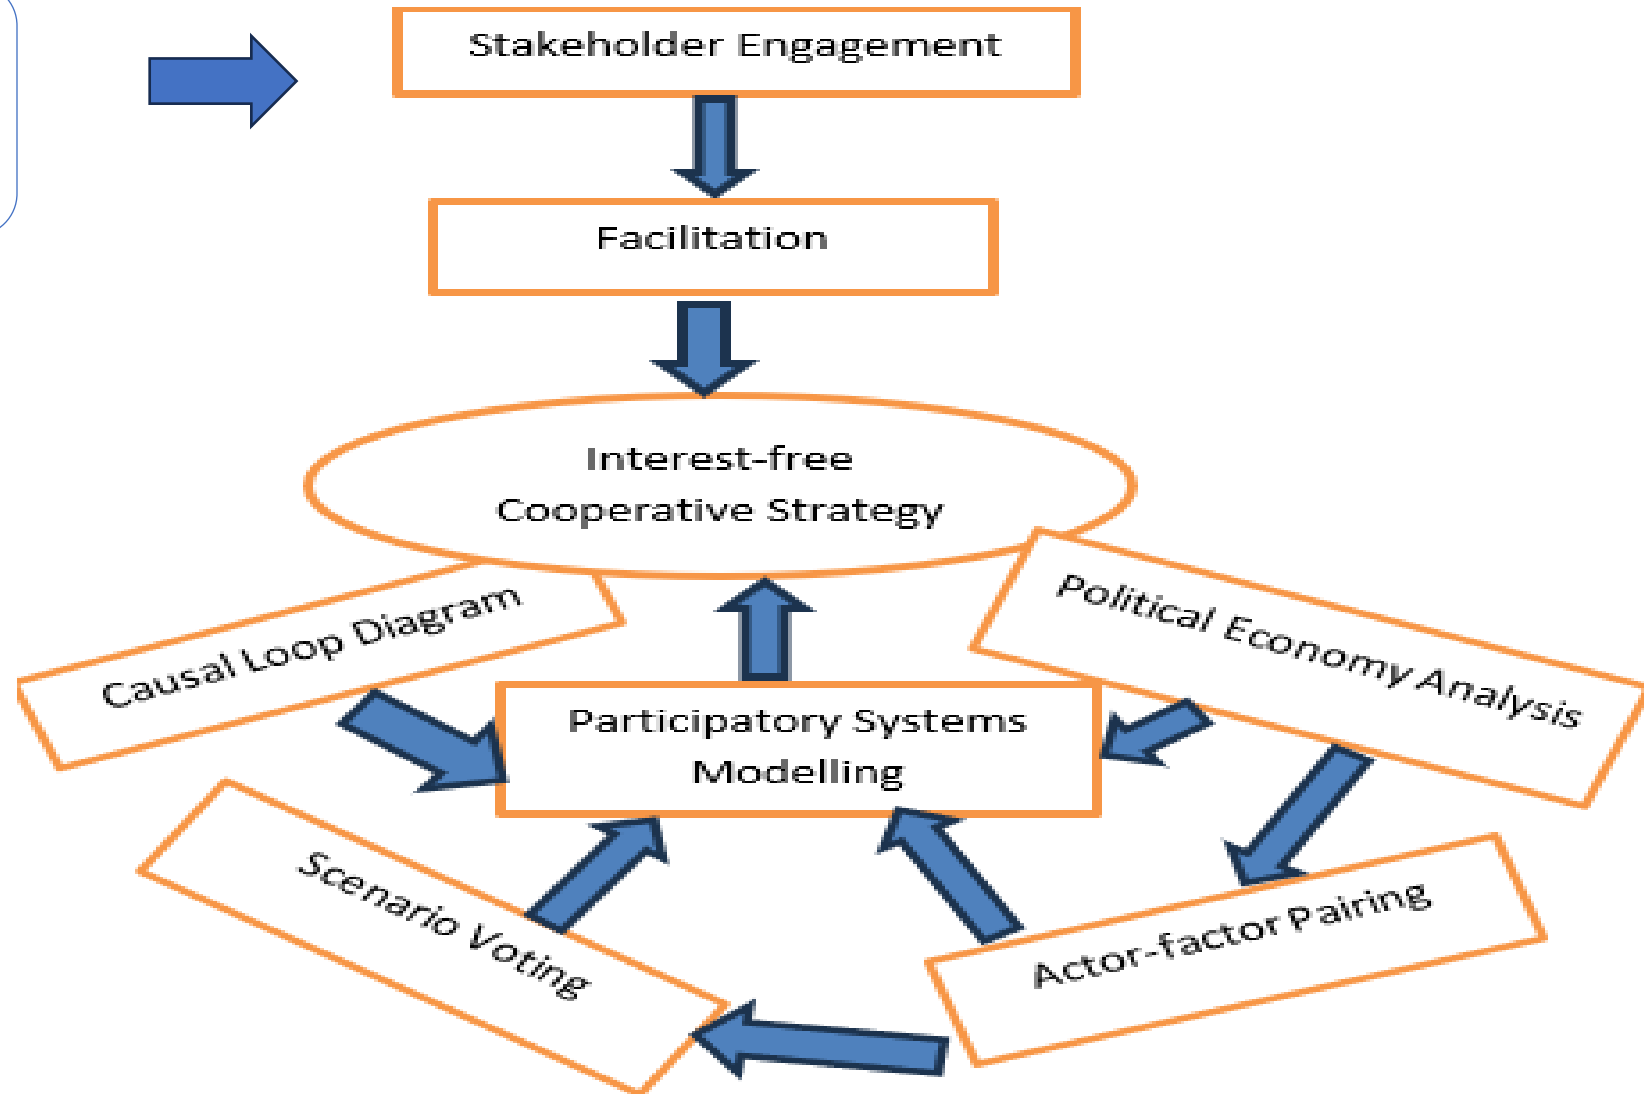 Stakeholder Engagement
Facilitation
Interest-free
Cooperative Strategy
Causal Loop Diagram
Political Economy Analysis
Participatory Systems
Modelling
Scenario Voting
Actor-factor Pairing